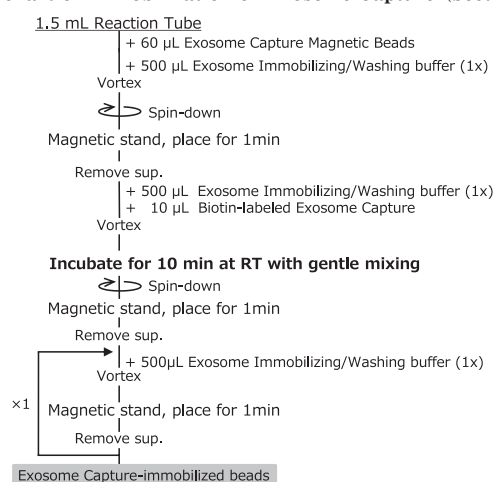 1.5 mL Reaction Tube
+ 60 µL Exosome Capture Magnetic Beads
+ 500 µL Exosome Immobilizing/Washing buffer (1x)
Vortex
Spin-down
Magnetic stand, place for 1min
Remove sup.
+ 500 µL Exosome Immobilizing/Washing buffer (1x)
+ 10 µL Biotin-labeled Exosome Capture
Vortex
Incubate for 10 min at RT with gentle mixing
Spin-down
Magnetic stand, place for 1min
Remove sup.
+ 500µL Exosome Immobilizing/Washing buffer (1x)
Vortex
×1
Magnetic stand, place for 1min
Remove sup.
Exosome Capture-immobilized beads